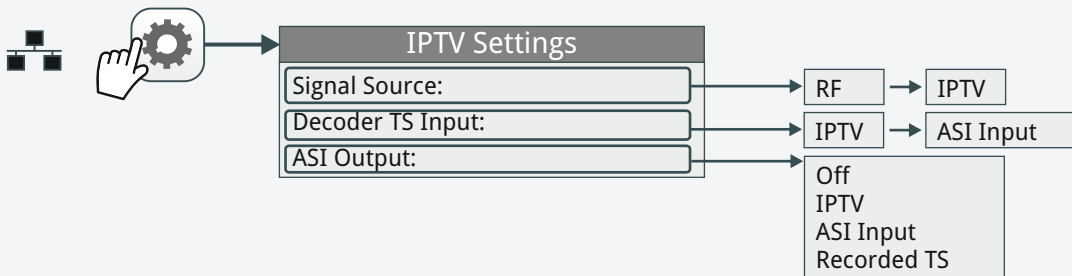 IPTV Settings
Signal Source:
RF
IPTV
Decoder TS Input:
IPTV
ASI Input
ASI Output:
Off
IPTV
ASI Input
Recorded TS